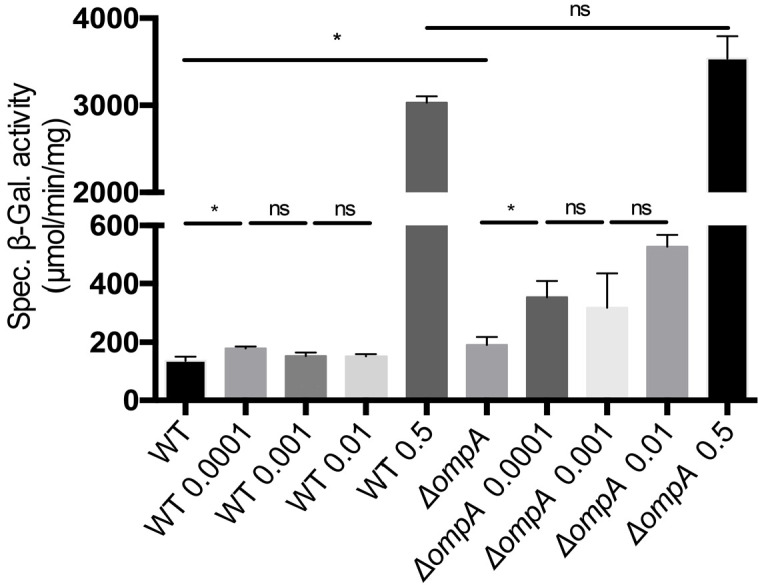 ns
4000
*
3000
2000
* ns ns * ns ns
600
400
200
0
Spec. β-Gal. activity
(μmol/min/mg)
WT
WT 0.0001
WT 0.001
WT 0.01
WT 0.5
ΔompA
ΔompA 0.0001
ΔompA 0.001
ΔompA 0.01
ΔompA 0.5